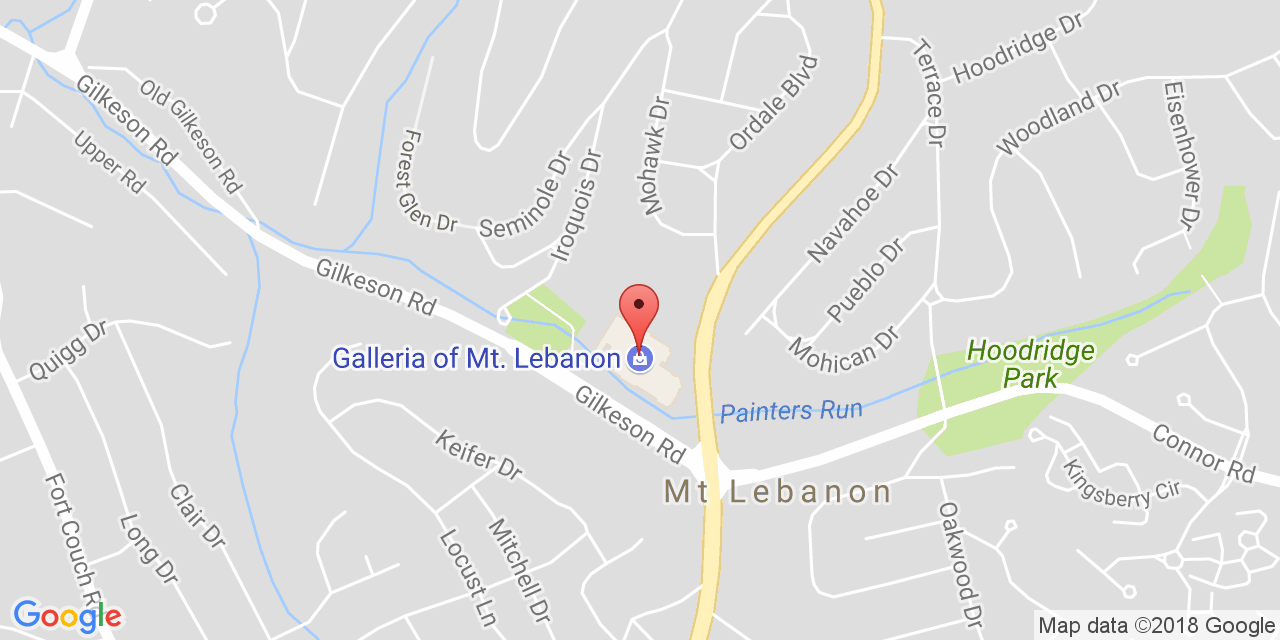 Hoodridge Dr
Terrace Dr
Old Gilkeson Rd
Gilkeson Rd
Ordale Blvd
Woodland Dr
Eisenhower Dr
Mohawk Dr
Upper Rd
Forest Glen Dr
Seminole Dr
Iroquois Dr
Navahoe Dr
Pueblo Dr
Gilkeson Rd
Quigg Dr
Mohican Dr
Galleria of Mt. Lebanon
Hoodridge
Park
Painters Run
Gilkeson Rd
Keifer Dr
Connor Rd
Mt Lebanon
Kingsberry Cir
Fort Couch Rd
Clair Dr
Long Dr
Locust Ln
Mitchell Dr
Oakwood Dr
Google
Map data ©2018 Google